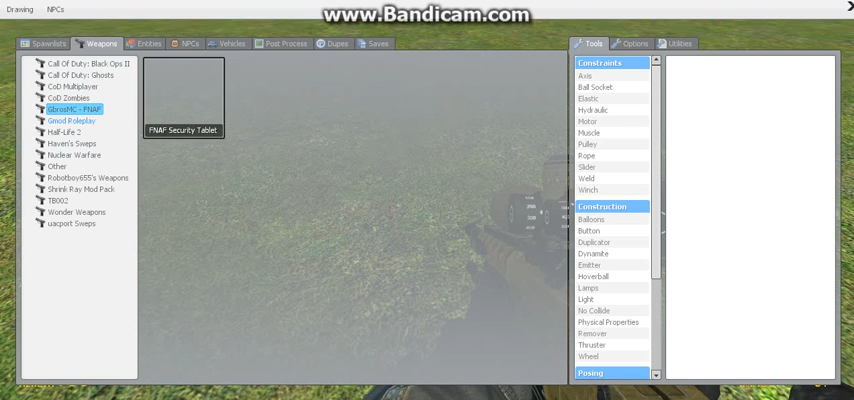 Drawing NPCs
www.Bandicam.com
Spawnlists Weapons Entities NPCs Vehicles Post Process Dupes Saves
Tools Options Utilities
Call Of Duty: Black Ops II
Call Of Duty: Ghosts
CoD Multiplayer
CoD Zombies
GbrosMC - FNAF
Gmod Roleplay
Half-Life 2
Haven's Sweps
Nuclear Warfare
Other
Robotboy655's Weapons
Shrink Ray Mod Pack
TB002
Wonder Weapons
uacport Sweps
FNAF Security Tablet
Constraints
Axis
Ball Socket
Elastic
Hydraulic
Motor
Muscle
Pulley
Rope
Slider
Weld
Winch
Construction
Balloons
Button
Duplicator
Dynamite
Emitter
Hoverball
Lamps
Light
No Collide
Physical Properties
Remover
Thruster
Wheel
Posing